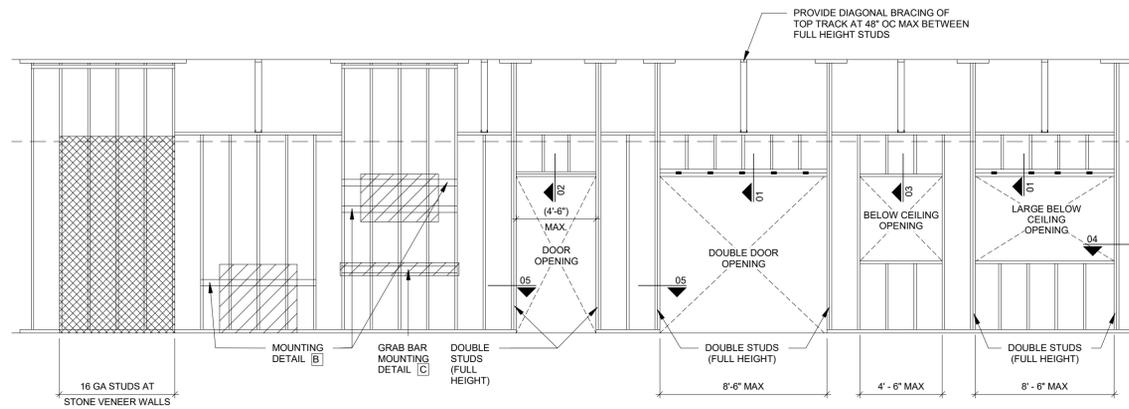 PROVIDE DIAGONAL BRACING OF
TOP TRACK AT 48" OC MAX BETWEEN
FULL HEIGHT STUDS
02
(4'-6")
MAX.
DOOR
OPENING
05
01
DOUBLE DOOR
OPENING
05
03
BELOW CEILING
OPENING
01
LARGE BELOW
CEILING
OPENING
04
MOUNTING
DETAIL B
GRAB BAR
MOUNTING
DETAIL C
DOUBLE
STUDS
(FULL
HEIGHT)
DOUBLE STUDS
(FULL HEIGHT)
DOUBLE STUDS
(FULL HEIGHT)
16 GA STUDS AT
STONE VENEER WALLS
8'-6" MAX
4' - 6" MAX
8' - 6" MAX